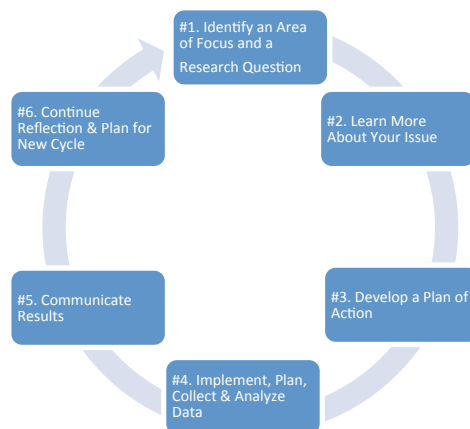 #1. Identify an Area
of Focus and a
Research Question
#2. Learn More
About Your Issue
#3. Develop a Plan of
Action
#4. Implement, Plan,
Collect & Analyze
Data
#5. Communicate
Results
#6. Continue
Reflection & Plan for
New Cycle